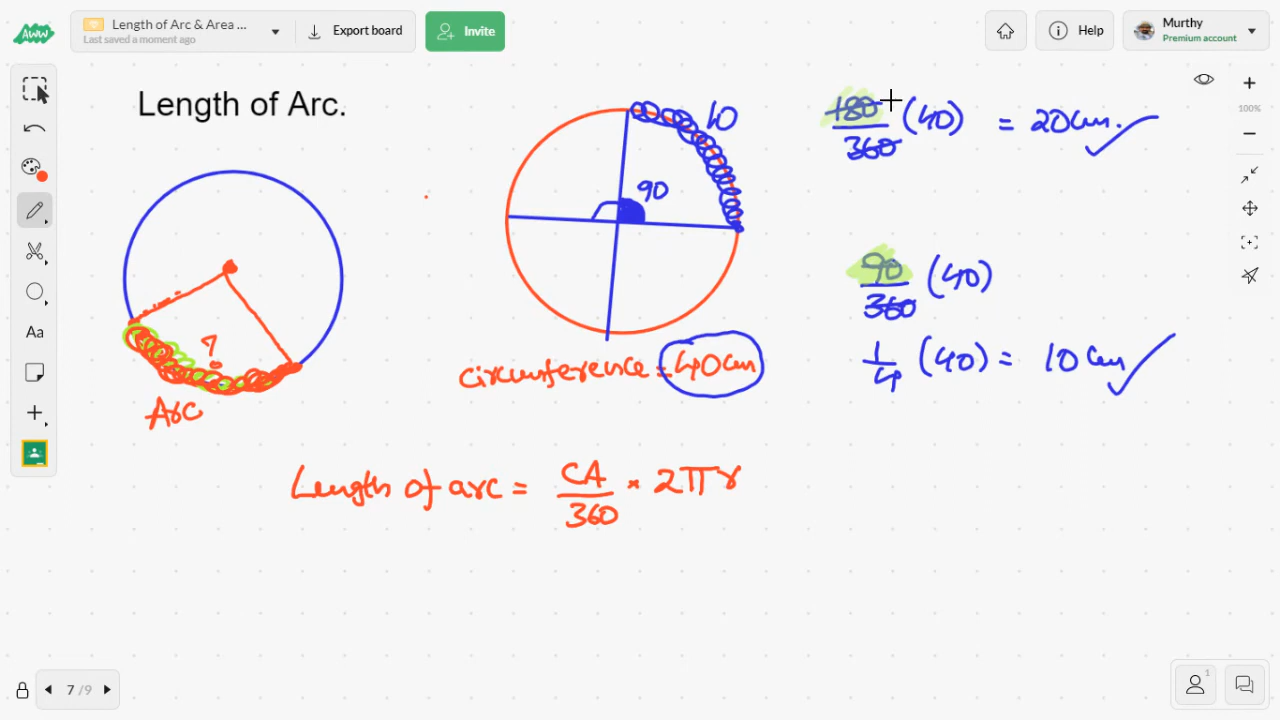 AWW
Length of Arc & Area ...
Last saved a moment ago
Export board
Invite
Help
Murthy
Premium account
Length of Arc.
100%
10
180/360 (40) = 20cm.
90
90/360 (40)
1/4 (40) = 10 cm
?
Arc
circumference = 40cm
Length of arc = CA/360 × 2πr
Aa
7 /9
1